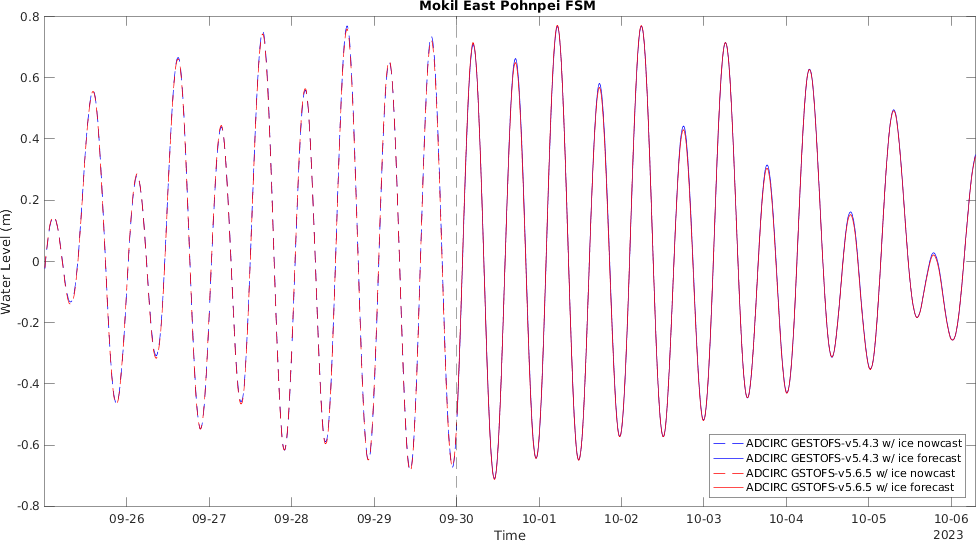 Mokil East Pohnpei FSM
0.8
0.6
0.4
0.2
0
-0.2
-0.4
-0.6
-0.8
Water Level (m)
09-26 09-27 09-28 09-29 09-30 10-01 10-02 10-03 10-04 10-05 10-06
2023
Time
ADCIRC GESTOFS-v5.4.3 w/ ice nowcast
ADCIRC GESTOFS-v5.4.3 w/ ice forecast
ADCIRC GSTOFS-v5.6.5 w/ ice nowcast
ADCIRC GSTOFS-v5.6.5 w/ ice forecast